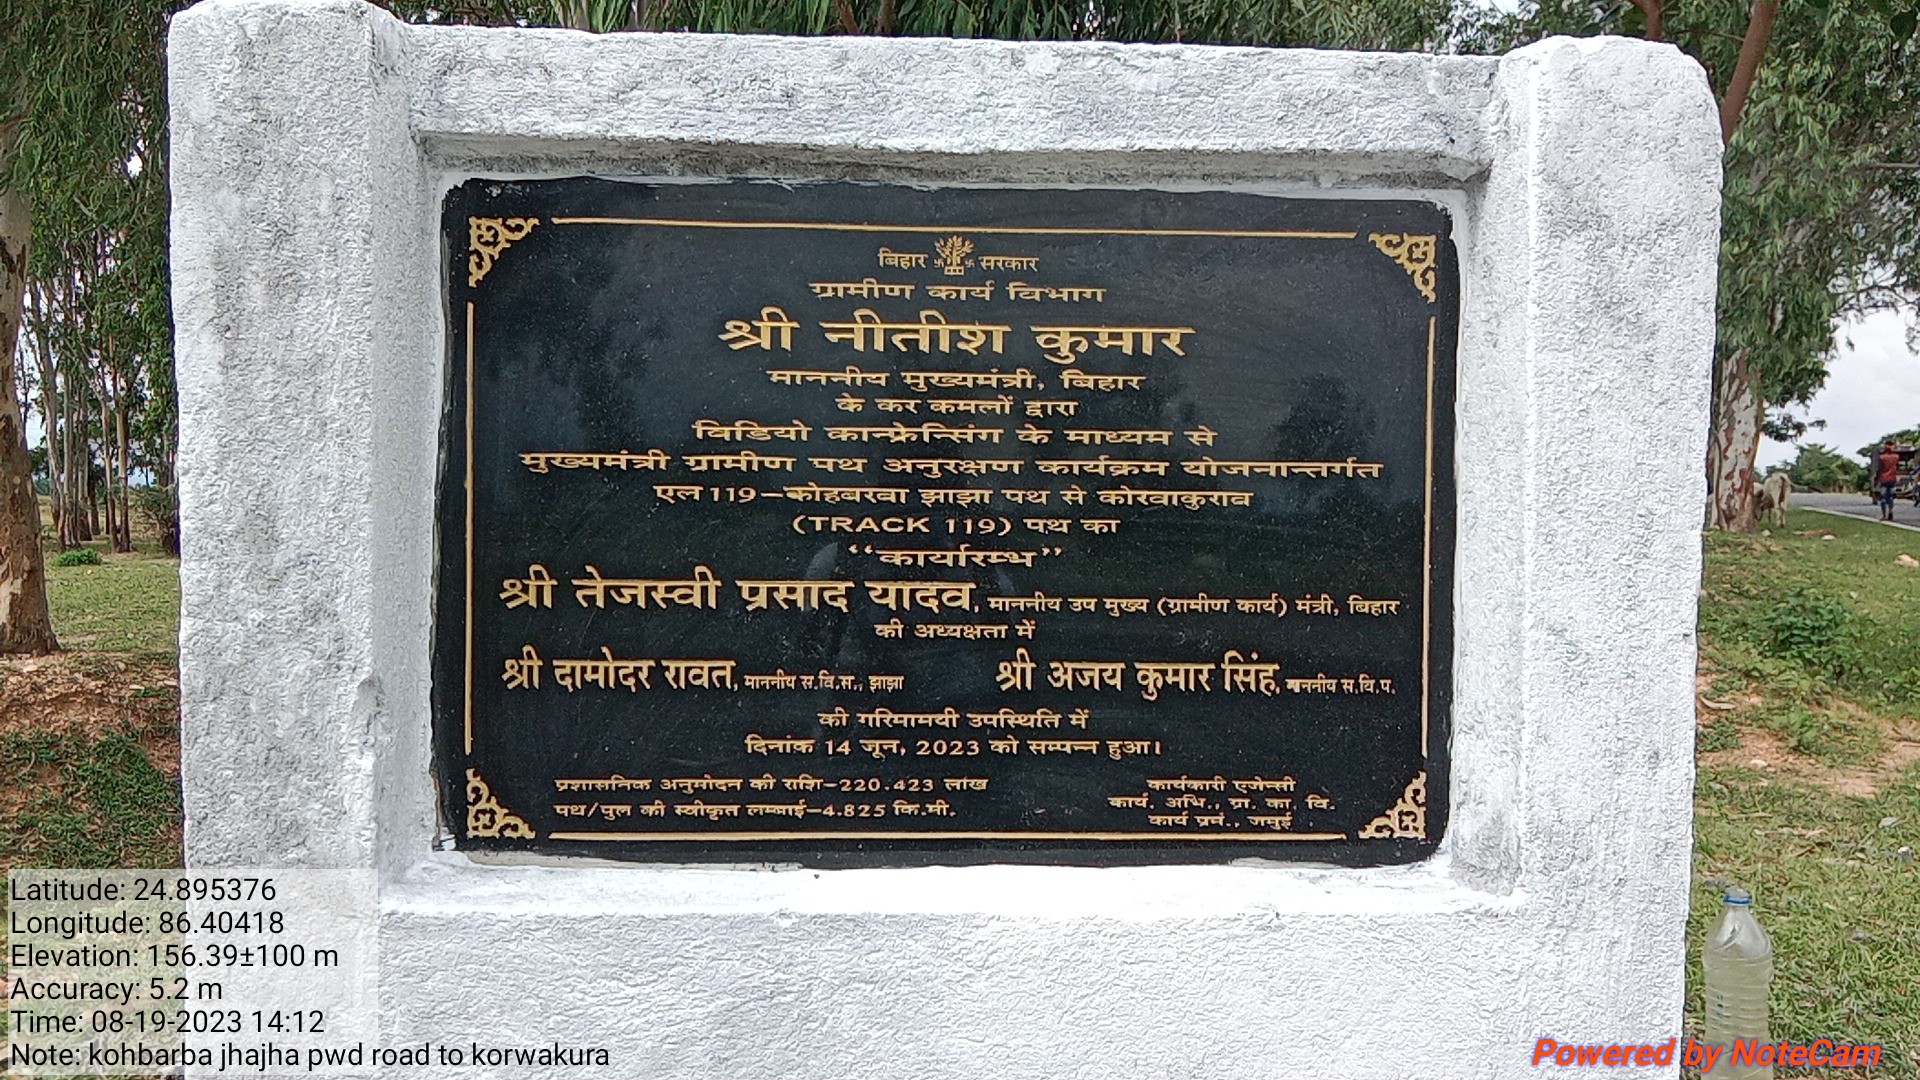 बिहार सरकार
ग्रामीण कार्य विभाग
श्री नीतीश कुमार
माननीय मुख्यमंत्री, बिहार
के कर कमलों द्वारा
विडियो कान्फ्रेन्सिंग के माध्यम से
मुख्यमंत्री ग्रामीण पथ अनुरक्षण कार्यक्रम योजनान्तर्गत
एल 119–कोहबरवा झाझा पथ से कोरवाकुराव
(TRACK 119) पथ का
“कार्यारम्भ”
श्री तेजस्वी प्रसाद यादव, माननीय उप मुख्य (ग्रामीण कार्य) मंत्री, बिहार
की अध्यक्षता में
श्री दामोदर रावत, माननीय स.वि.स., झाझा श्री अजय कुमार सिंह, माननीय स.वि.प.
की गरिमामयी उपस्थिति में
दिनांक 14 जून, 2023 को सम्पन्न हुआ।
प्रशासनिक अनुमोदन की राशि–220.423 लाख
पथ/पुल की स्वीकृत लम्बाई–4.825 कि.मी.
कार्यकारी एजेन्सी
कार्य. अभि., ग्रा. का. वि.
कार्य प्रमं., जमुई
Latitude: 24.895376
Longitude: 86.40418
Elevation: 156.39±100 m
Accuracy: 5.2 m
Time: 08-19-2023 14:12
Note: kohbarba jhajha pwd road to korwakura
Powered by NoteCam